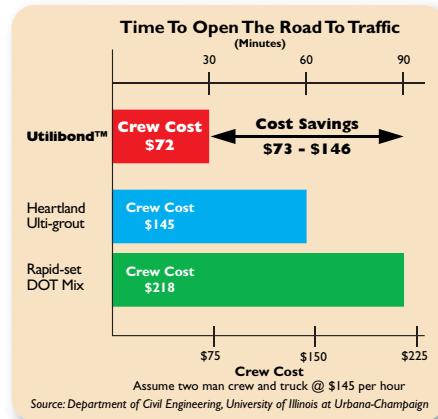 Time To Open The Road To Traffic
(Minutes)
30 60 90
Utilibond™
Crew Cost
$72
Cost Savings
$73 - $146
Heartland
Ulti-grout
Crew Cost
$145
Rapid-set
DOT Mix
Crew Cost
$218
$75 $150 $225
Crew Cost
Assume two man crew and truck @ $145 per hour
Source: Department of Civil Engineering, University of Illinois at Urbana-Champaign